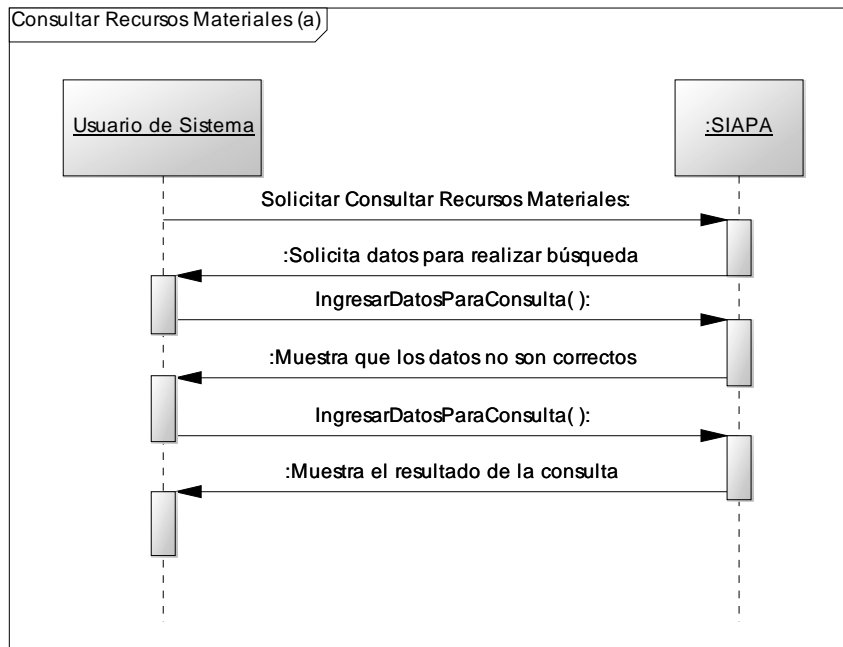 Consultar Recursos Materiales (a)
Usuario de Sistema
:SIAPA
Solicitar Consultar Recursos Materiales:
:Solicita datos para realizar búsqueda
IngresarDatosParaConsulta( ):
:Muestra que los datos no son correctos
IngresarDatosParaConsulta( ):
:Muestra el resultado de la consulta